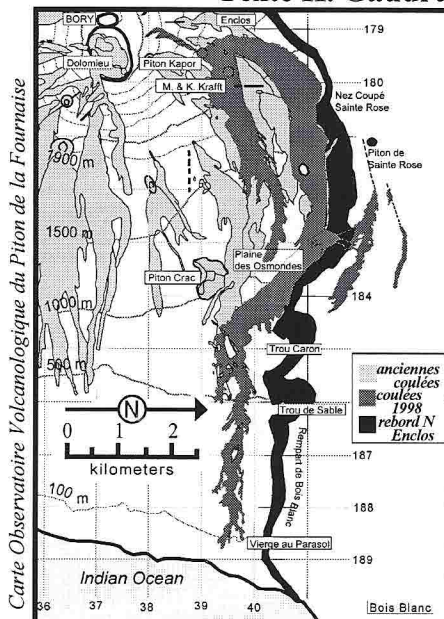 BORY
Enclos
179
Dolomieu
Piton Kapor
180
M. & K. Krafft
Nez Coupé
Sainte Rose
Piton de
Sainte Rose
900 m
1500 m
Plaine
des Osmondes
Piton Crac
1000 m
184
500 m
Trou Caron
anciennes
coulées
coulées
1998
rebord N
Enclos
N
Trou de Sable
0 1 2
kilometers
187
Rempart de Bois Blanc
100 m
188
Vierge au Parasol
189
Indian Ocean
36 37 38 39 40
Bois Blanc
Carte Observatoire Volcanologique du Piton de la Fournaise